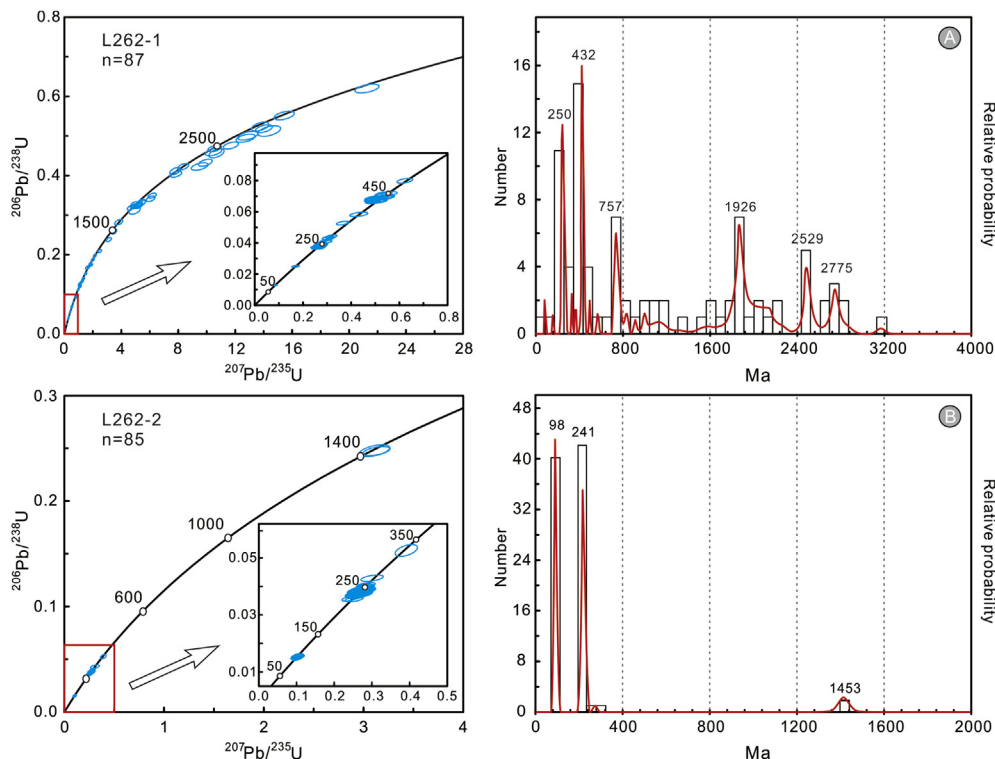 L262-1
n=87
0.8
0.6
0.4
0.2
0.0
206Pb/238U
1500
2500
0 4 8 12 16 20 24 28
207Pb/235U
0.08
0.06
0.04
0.02
0.00
50
250
450
0.0 0.2 0.4 0.6 0.8
A
16
12
8
4
0
Number
Relative probability
250
432
757
1926
2529
2775
0 800 1600 2400 3200 4000
Ma
L262-2
n=85
0.3
0.2
0.1
0.0
206Pb/238U
600
1000
1400
0 1 2 3 4
207Pb/235U
0.05
0.03
0.01
50
150
250
350
0.0 0.1 0.2 0.3 0.4 0.5
B
48
40
32
24
16
8
0
Number
Relative probability
98
241
1453
0 400 800 1200 1600 2000
Ma